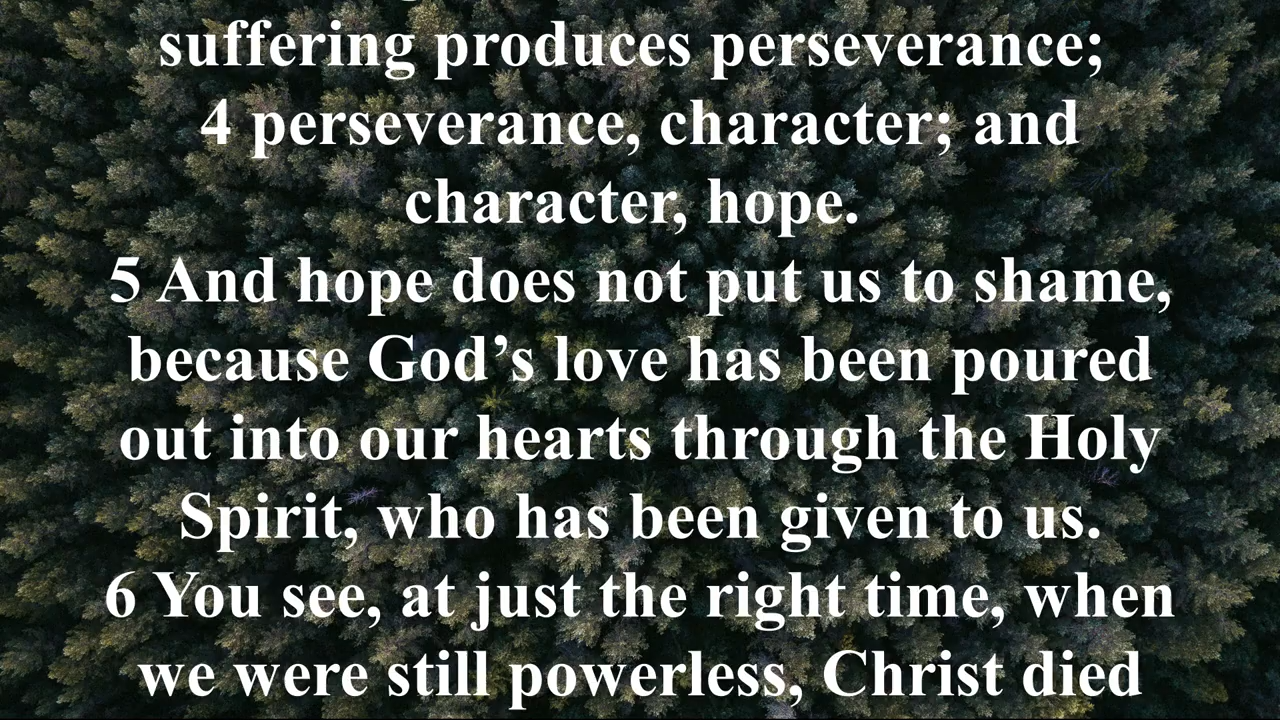 suffering produces perseverance;
4 perseverance, character; and
character, hope.
5 And hope does not put us to shame,
because God’s love has been poured
out into our hearts through the Holy
Spirit, who has been given to us.
6 You see, at just the right time, when
we were still powerless, Christ died